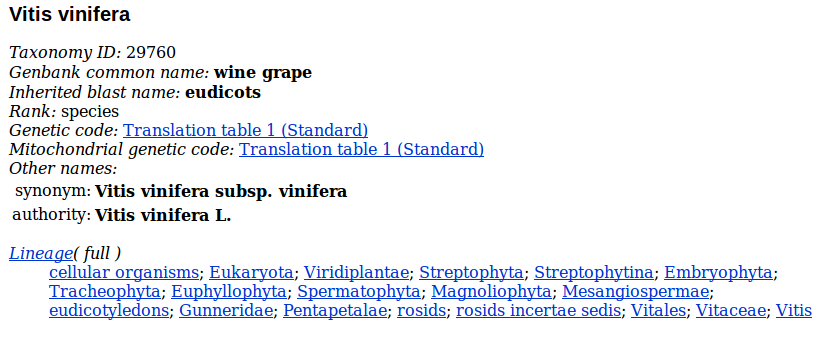 Vitis vinifera
Taxonomy ID: 29760
Genbank common name: wine grape
Inherited blast name: eudicots
Rank: species
Genetic code: Translation table 1 (Standard)
Mitochondrial genetic code: Translation table 1 (Standard)
Other names:
synonym: Vitis vinifera subsp. vinifera
authority: Vitis vinifera L.
Lineage( full )
cellular organisms; Eukaryota; Viridiplantae; Streptophyta; Streptophytina; Embryophyta;
Tracheophyta; Euphyllophyta; Spermatophyta; Magnoliophyta; Mesangiospermae;
eudicotyledons; Gunneridae; Pentapetalae; rosids; rosids incertae sedis; Vitales; Vitaceae; Vitis